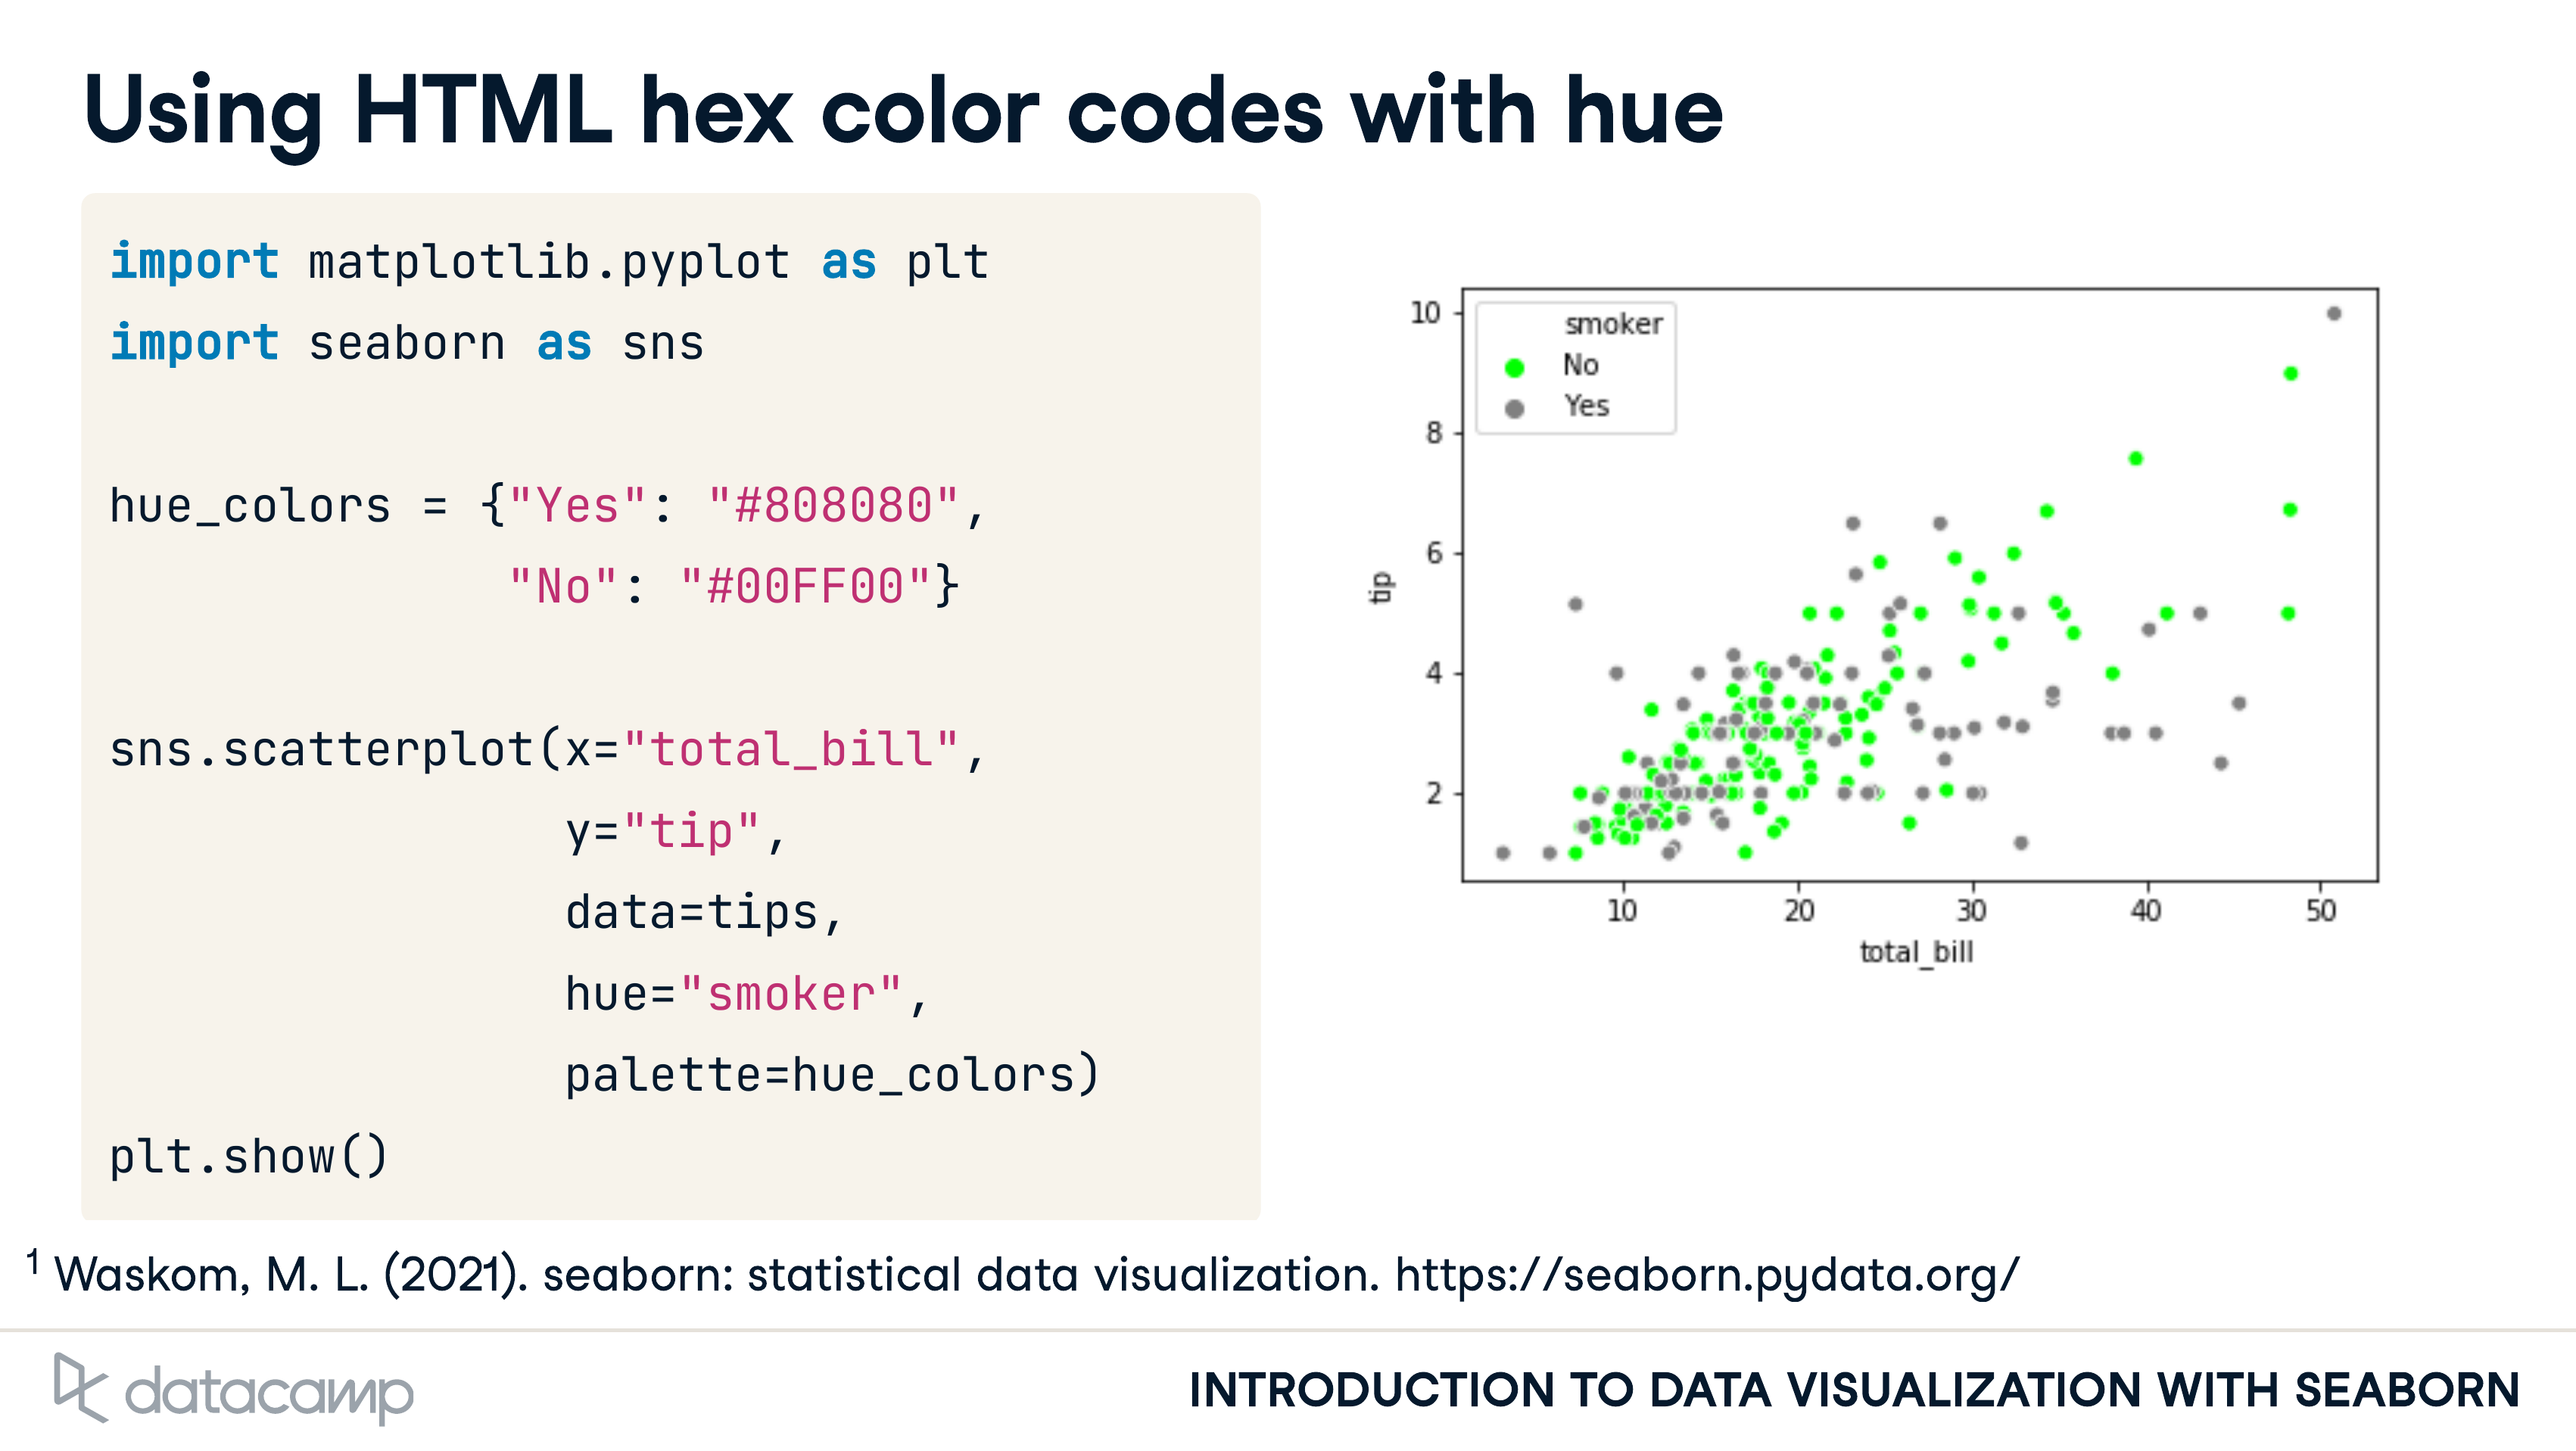 Using HTML hex color codes with hue
import matplotlib.pyplot as plt
import seaborn as sns
hue_colors = {"Yes": "#808080",
"No": "#00FF00"}
sns.scatterplot(x="total_bill",
y="tip",
data=tips,
hue="smoker",
palette=hue_colors)
plt.show()
smoker
No
Yes
10
8
6
4
2
tip
10 20 30 40 50
total_bill
1 Waskom, M. L. (2021). seaborn: statistical data visualization. https://seaborn.pydata.org/
datacamp
INTRODUCTION TO DATA VISUALIZATION WITH SEABORN